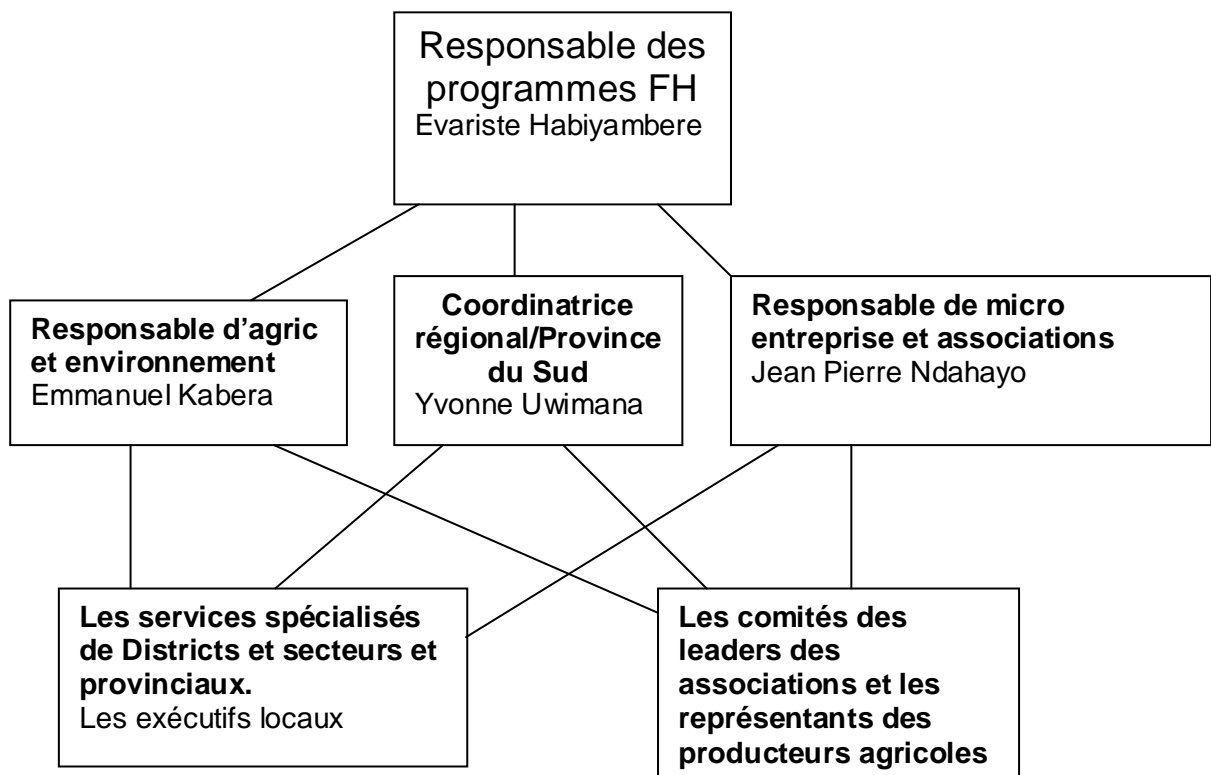 Responsable des
programmes FH
Evariste Habiyambere
Responsable d’agric
et environnement
Emmanuel Kabera
Coordinatrice
régional/Province
du Sud
Yvonne Uwimana
Responsable de micro
entreprise et associations
Jean Pierre Ndahayo
Les services spécialisés
de Districts et secteurs et
provinciaux.
Les exécutifs locaux
Les comités des
leaders des
associations et les
représentants des
producteurs agricoles